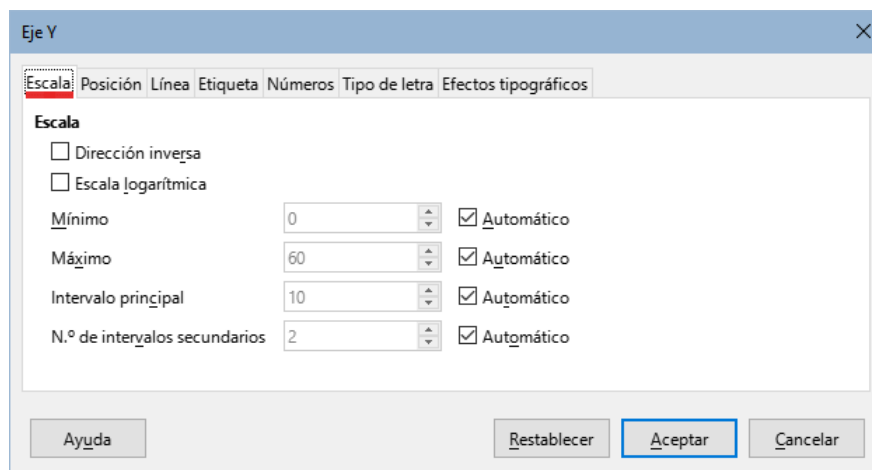 Eje Y
Escala Posición Línea Etiqueta Números Tipo de letra Efectos tipográficos
Escala
Dirección inversa
Escala logarítmica
Mínimo 0 Automático
Máximo 60 Automático
Intervalo principal 10 Automático
N.º de intervalos secundarios 2 Automático
Ayuda Restablecer Aceptar Cancelar